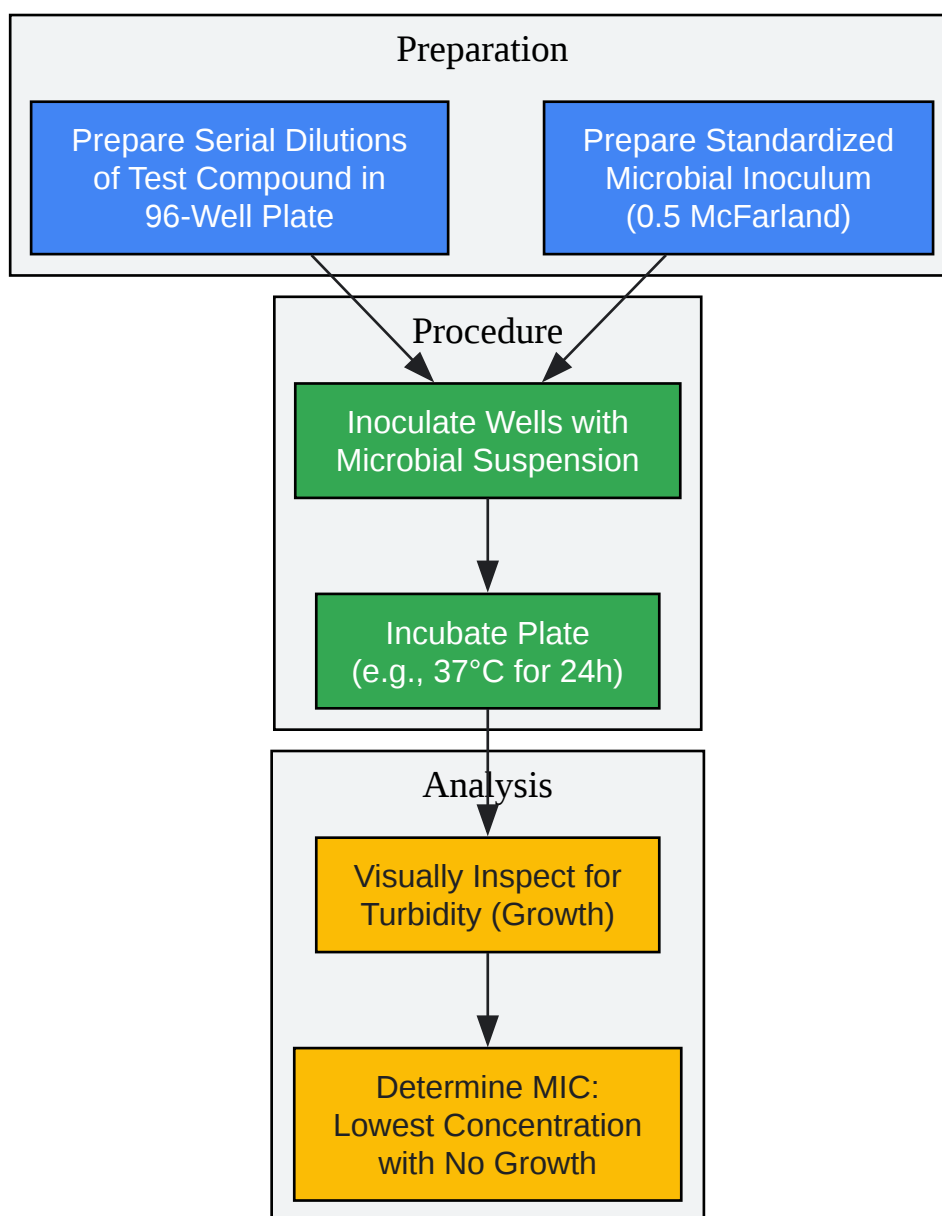 Preparation
Prepare Serial Dilutions
of Test Compound in
96-Well Plate
Prepare Standardized
Microbial Inoculum
(0.5 McFarland)
Procedure
Inoculate Wells with
Microbial Suspension
Incubate Plate
(e.g., 37°C for 24h)
Analysis
Visually Inspect for
Turbidity (Growth)
Determine MIC:
Lowest Concentration
with No Growth